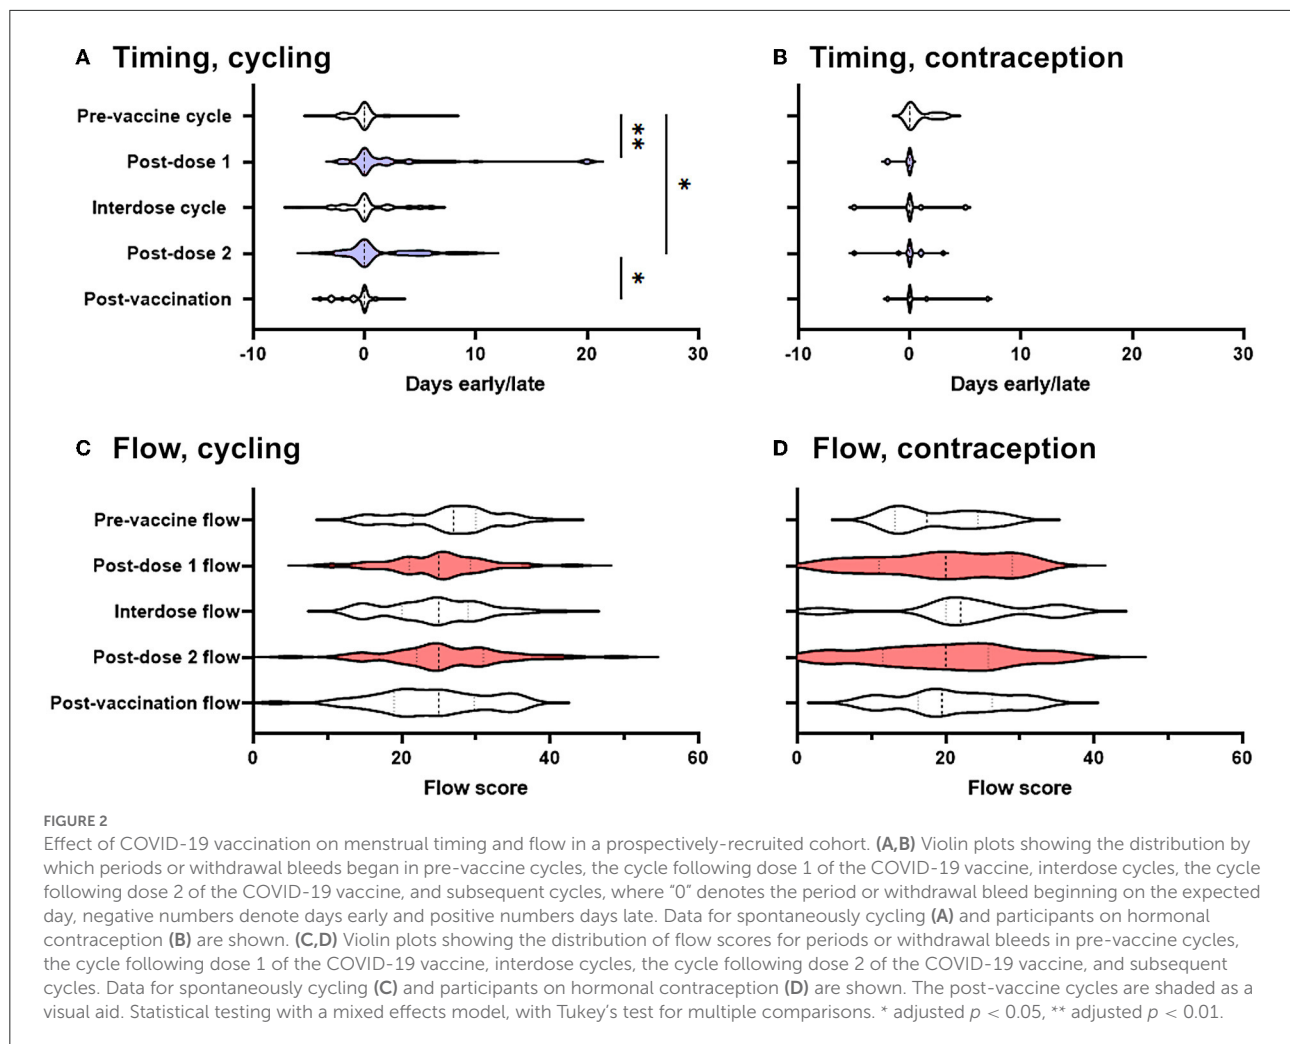 A Timing, cycling
Pre-vaccine cycle
Post-dose 1
Interdose cycle
Post-dose 2
Post-vaccination
**
*
*
-10 0 10 20 30
Days early/late
B Timing, contraception
-10 0 10 20 30
Days early/late
C Flow, cycling
Pre-vaccine flow
Post-dose 1 flow
Interdose flow
Post-dose 2 flow
Post-vaccination flow
0 20 40 60
Flow score
D Flow, contraception
0 20 40 60
Flow score
FIGURE 2
Effect of COVID-19 vaccination on menstrual timing and flow in a prospectively-recruited cohort. (A,B) Violin plots showing the distribution by
which periods or withdrawal bleeds began in pre-vaccine cycles, the cycle following dose 1 of the COVID-19 vaccine, interdose cycles, the cycle
following dose 2 of the COVID-19 vaccine, and subsequent cycles, where “0” denotes the period or withdrawal bleed beginning on the expected
day, negative numbers denote days early and positive numbers days late. Data for spontaneously cycling (A) and participants on hormonal
contraception (B) are shown. (C,D) Violin plots showing the distribution of flow scores for periods or withdrawal bleeds in pre-vaccine cycles,
the cycle following dose 1 of the COVID-19 vaccine, interdose cycles, the cycle following dose 2 of the COVID-19 vaccine, and subsequent
cycles. Data for spontaneously cycling (C) and participants on hormonal contraception (D) are shown. The post-vaccine cycles are shaded as a
visual aid. Statistical testing with a mixed effects model, with Tukey’s test for multiple comparisons. * adjusted p < 0.05, ** adjusted p < 0.01.